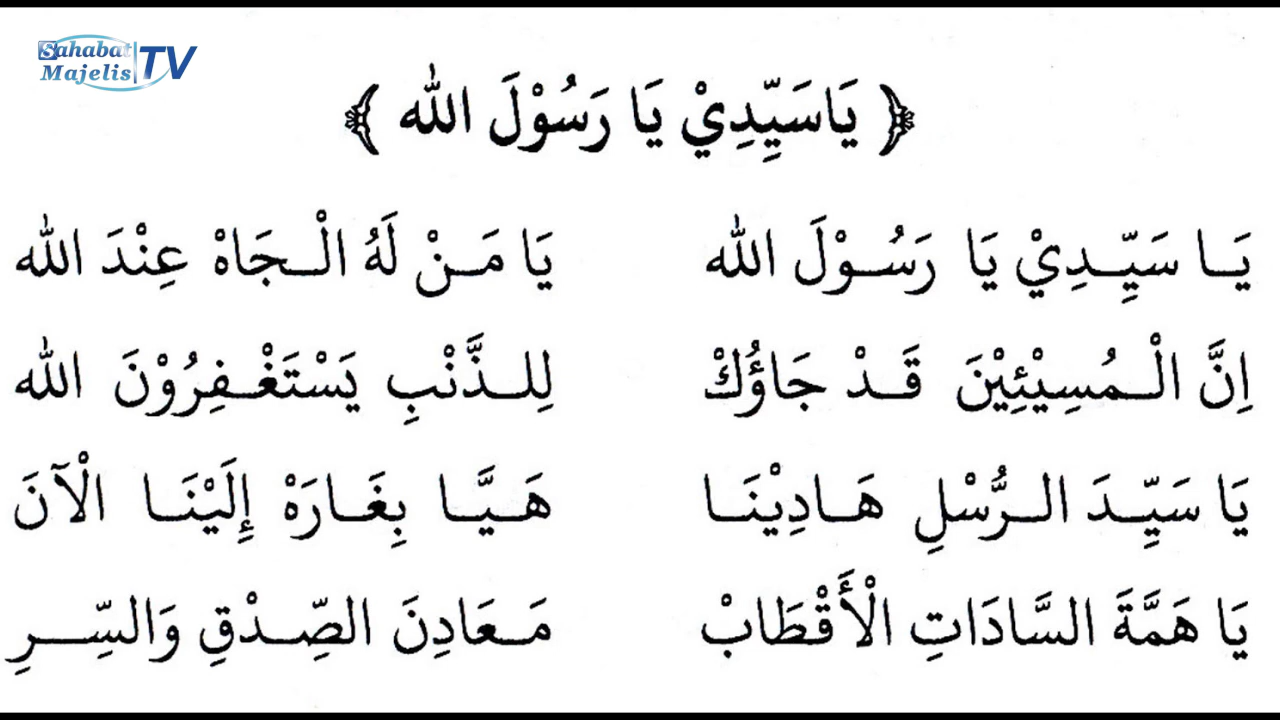 Sahabat
Majelis TV
﴿ يَاسَيِّدِيْ يَا رَسُوْلَ الله ﴾
يَا سَيِّدِيْ يَا رَسُوْلَ الله يَا مَنْ لَهُ الْجَاهْ عِنْدَ الله
اِنَّ الْمُسِيْئِيْنَ قَدْ جَاؤُكْ لِلذَّنْبِ يَسْتَغْفِرُوْنَ الله
يَا سَيِّدَ الرُّسْلِ هَادِيْنَا هَيَّا بِغَارَهْ إِلَيْنَا الْآنَ
يَا هَمَّةَ السَّادَاتِ الْأَقْطَابْ مَعَادِنَ الصِّدْقِ وَالسِّرِ